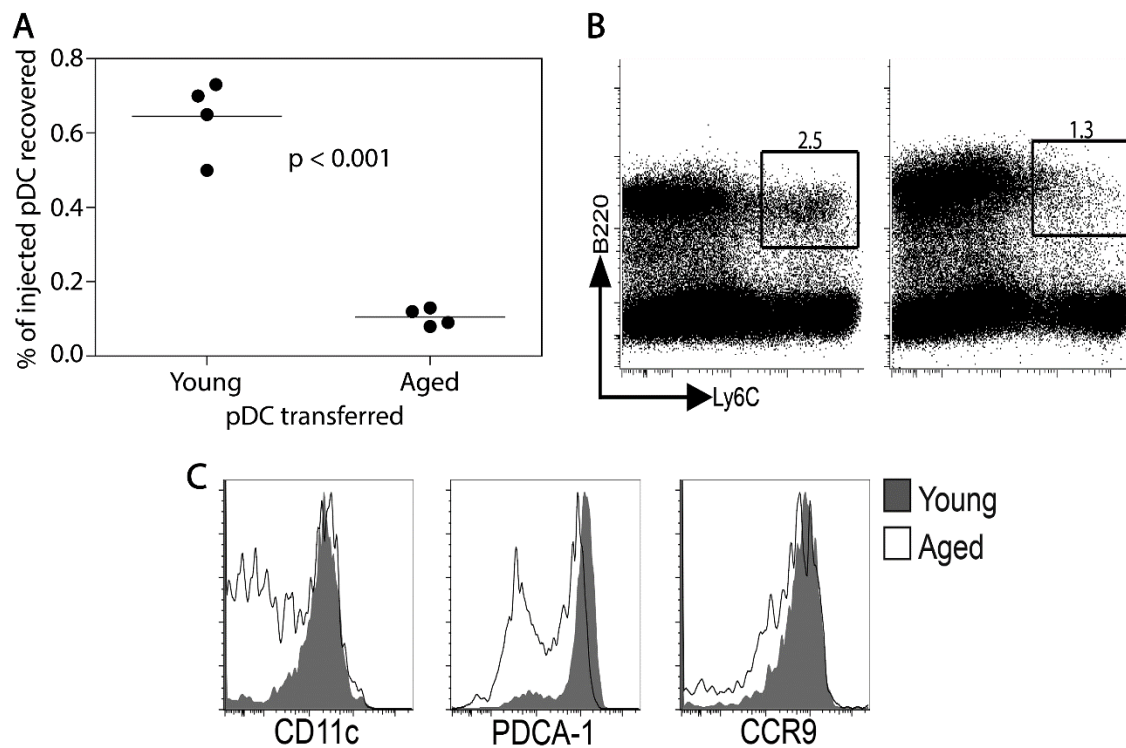 A
% of injected pDC recovered
0.8
0.6
0.4
0.2
0.0
p < 0.001
Young
Aged
pDC transferred
B
2.5
1.3
B220
Ly6C
C
CD11c
PDCA-1
CCR9
Young
Aged